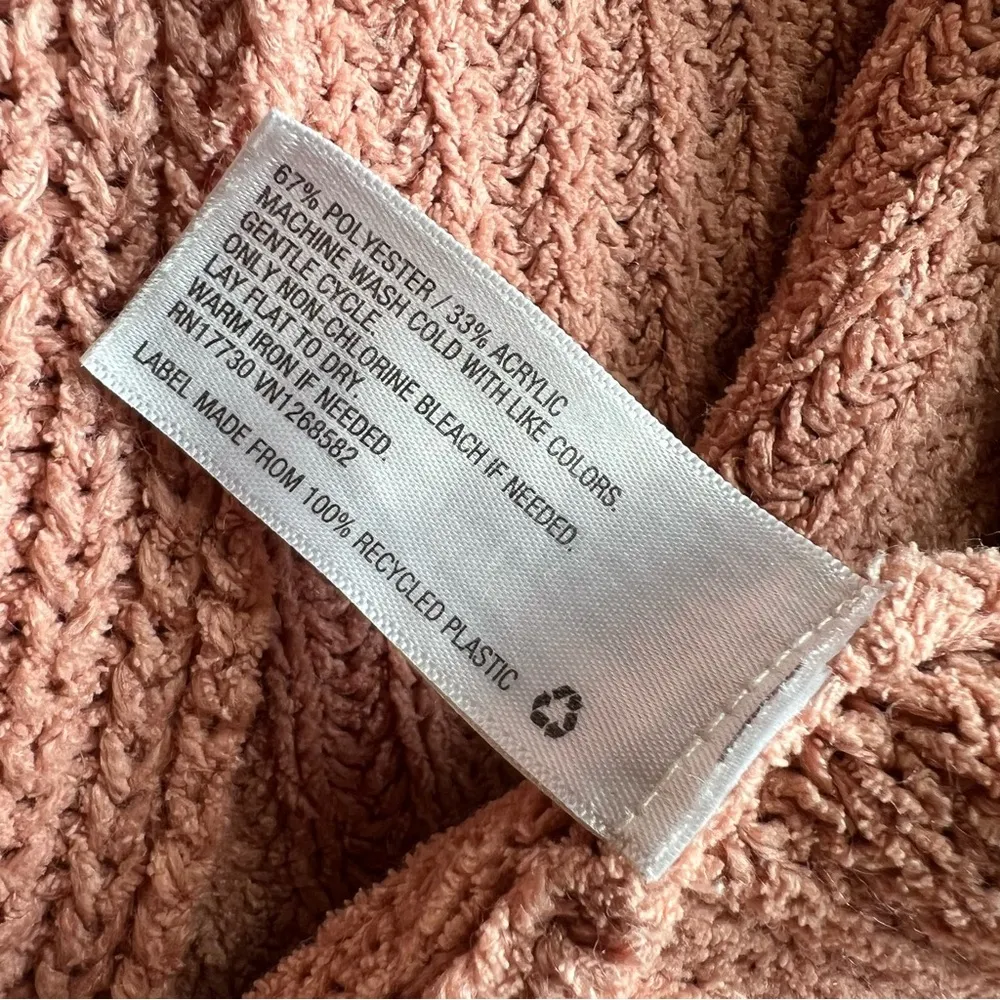 67% POLYESTER / 33% ACRYLIC
MACHINE WASH COLD WITH LIKE COLORS.
GENTLE CYCLE.
ONLY NON-CHLORINE BLEACH IF NEEDED.
LAY FLAT TO DRY.
WARM IRON IF NEEDED.
RN17730 VN1268582
LABEL MADE FROM 100% RECYCLED PLASTIC